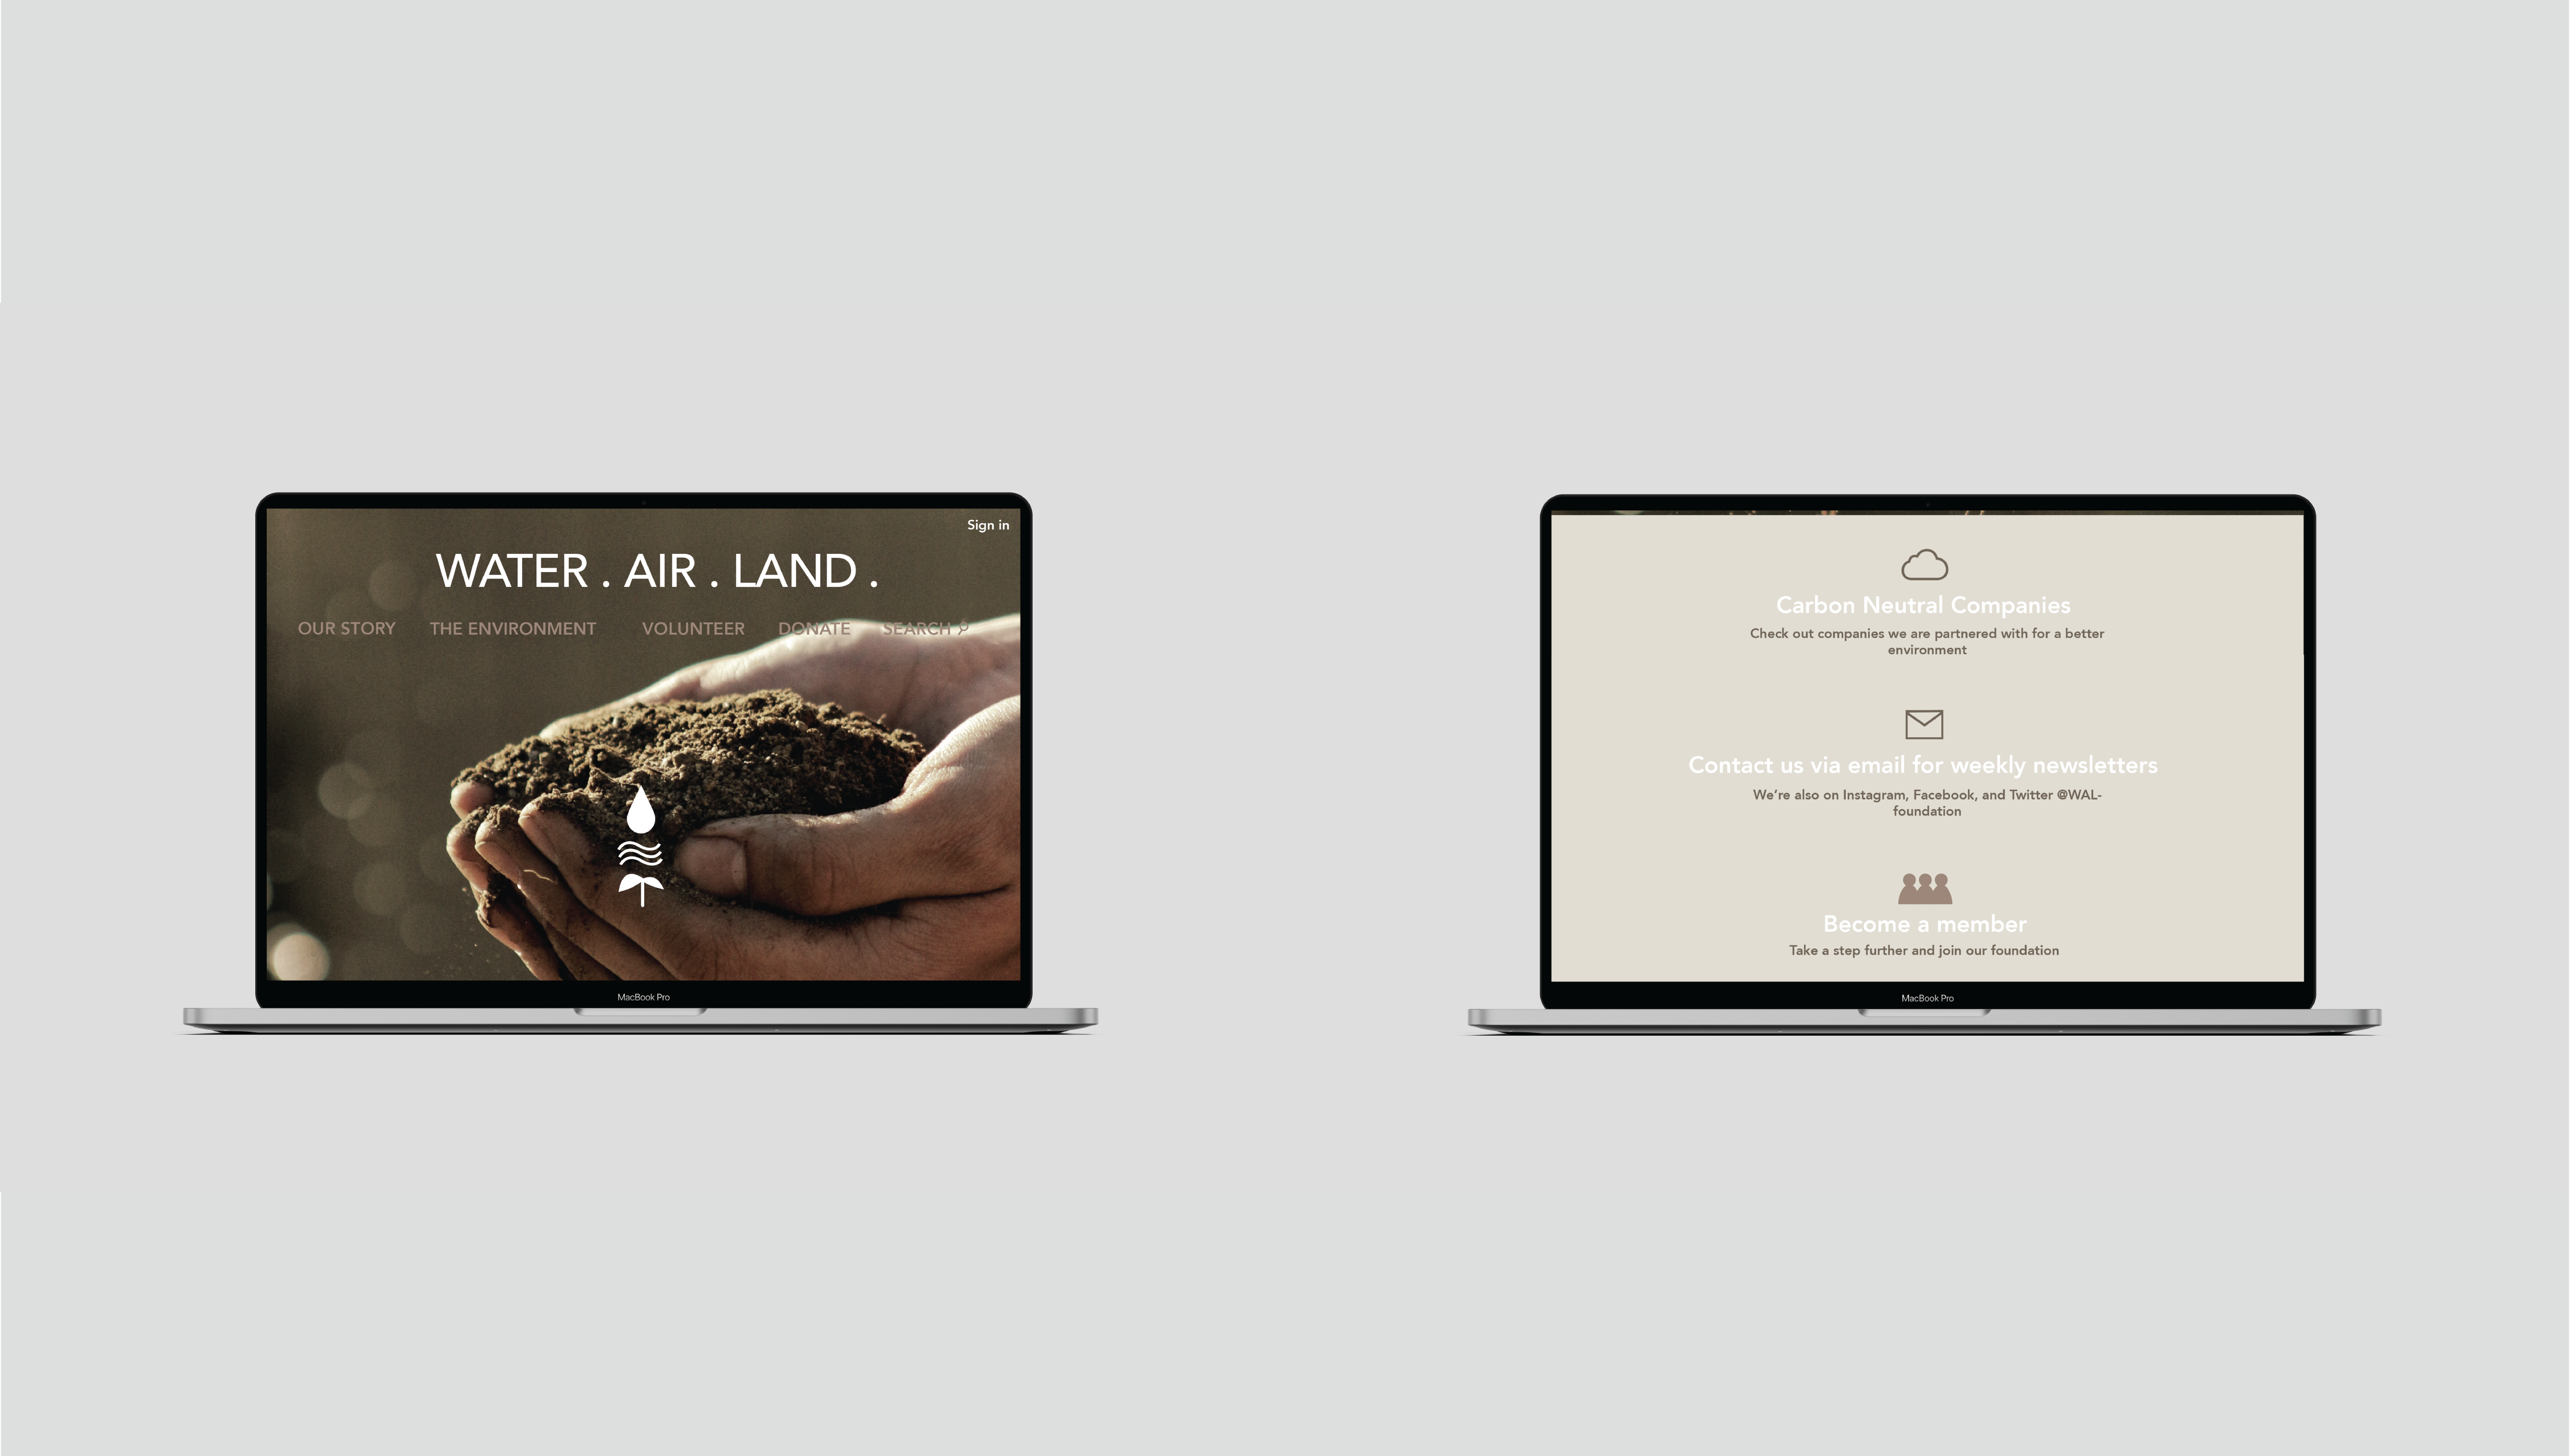 Sign in
WATER . AIR . LAND .
OUR STORY THE ENVIRONMENT VOLUNTEER DONATE SEARCH
MacBook Pro
Carbon Neutral Companies
Check out companies we are partnered with for a better
environment
Contact us via email for weekly newsletters
We’re also on Instagram, Facebook, and Twitter @WAL-
foundation
Become a member
Take a step further and join our foundation
MacBook Pro